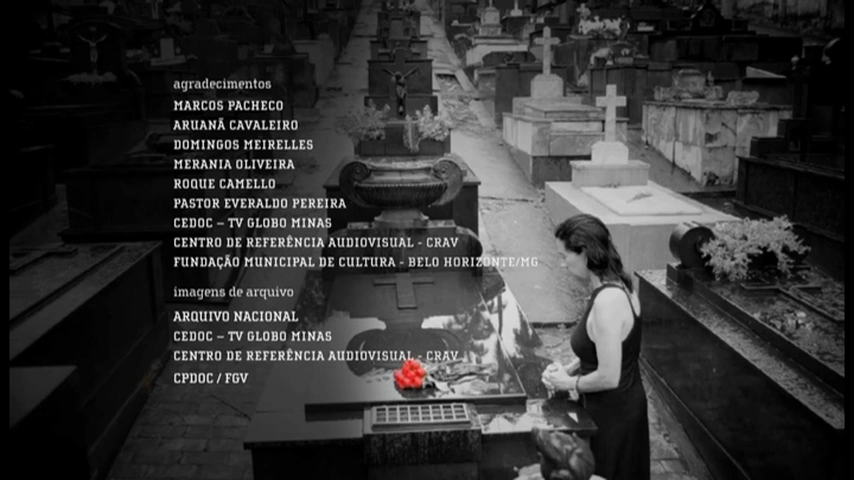 agradecimentos
MARCOS PACHECO
ARUANÃ CAVALEIRO
DOMINGOS MEIRELLES
MERANIA OLIVEIRA
ROQUE CAMELLO
PASTOR EVERALDO PEREIRA
CEDOC – TV GLOBO MINAS
CENTRO DE REFERÊNCIA AUDIOVISUAL - CRAV
FUNDAÇÃO MUNICIPAL DE CULTURA - BELO HORIZONTE/MG
imagens de arquivo
ARQUIVO NACIONAL
CEDOC – TV GLOBO MINAS
CENTRO DE REFERÊNCIA AUDIOVISUAL - CRAV
CPDOC / FGV